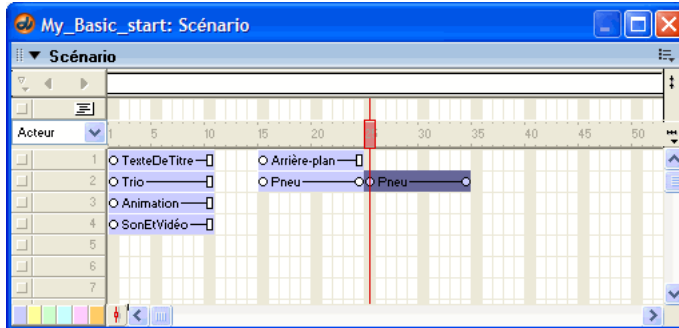 My_Basic_start: Scénario
Scénario
Acteur 1 5 10 15 20 25 30 35 40 45 50
1 TexteDeTitre Arrière-plan
2 Trio Pneu Pneu
3 Animation
4 SonEtVidéo
5
6
7